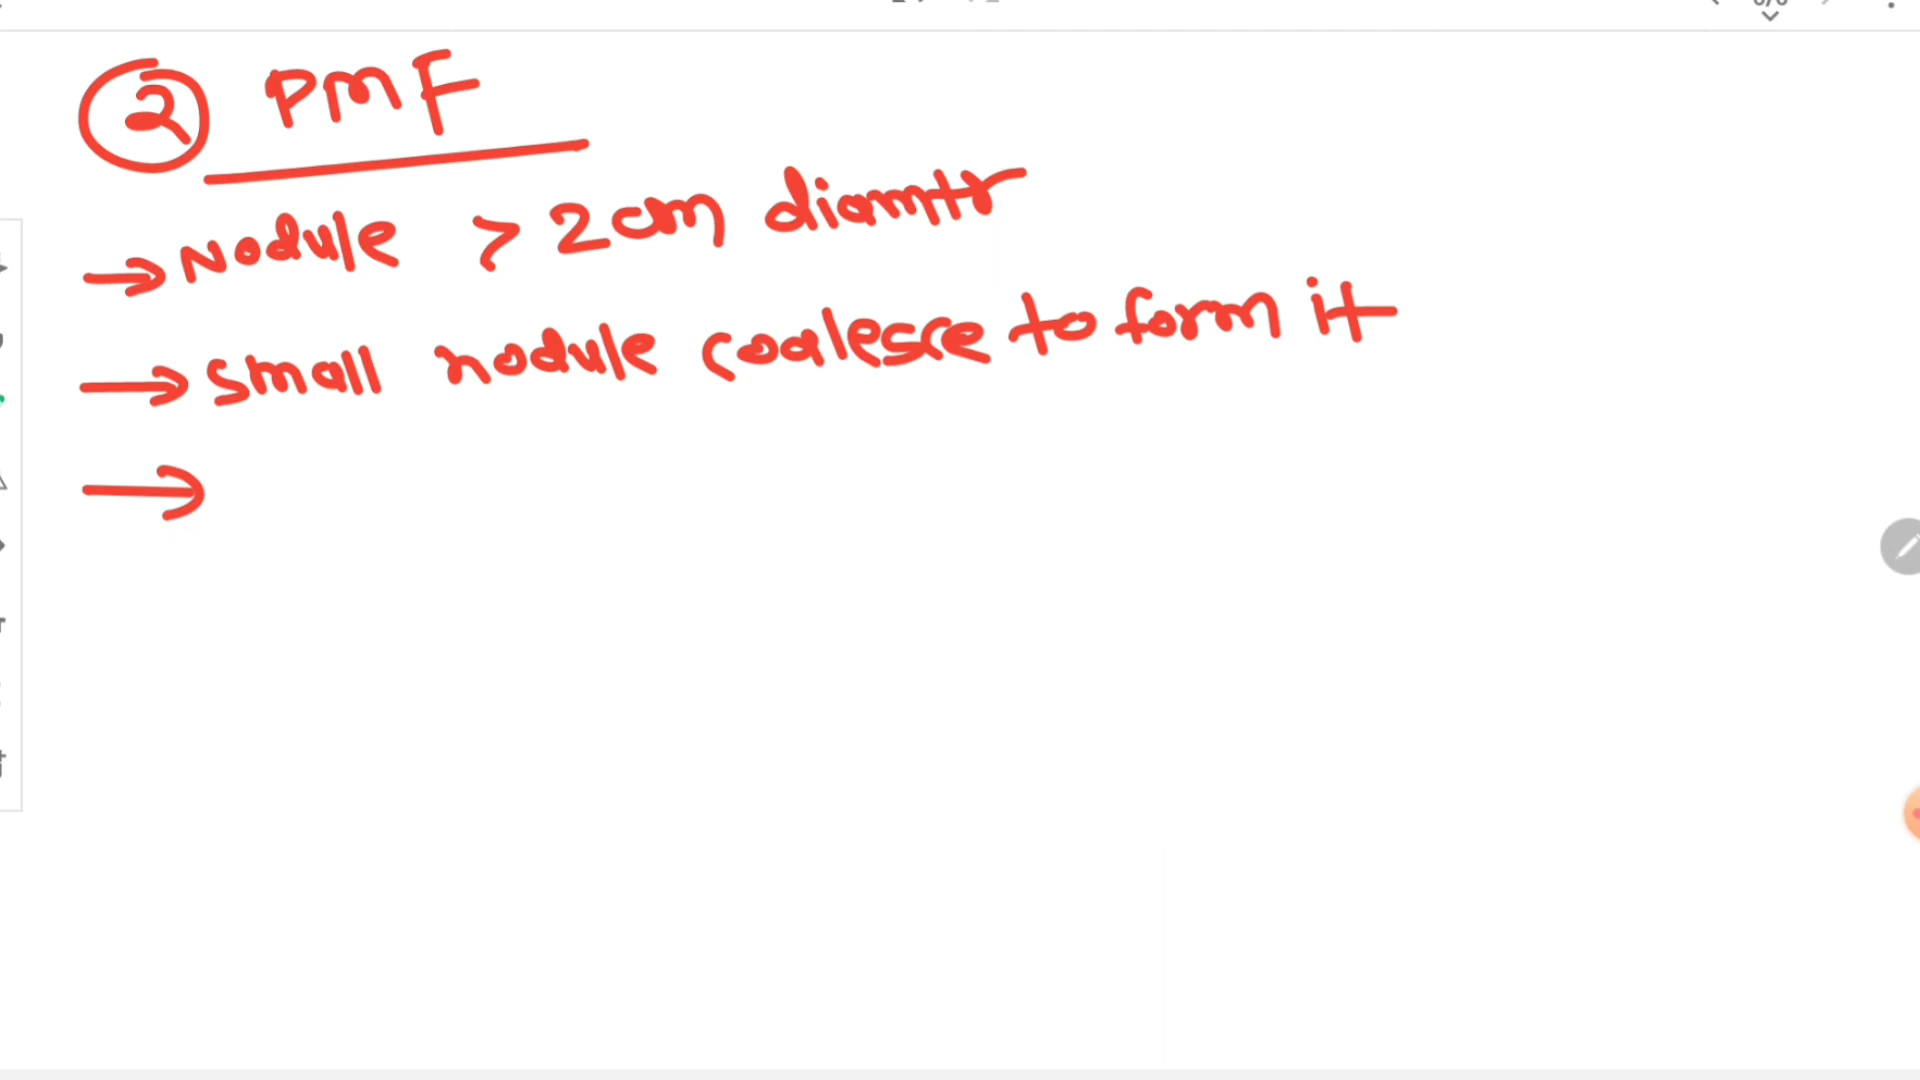 ② PMF
→ Nodule > 2cm diamtr
→ small nodule coalesce to form it
→